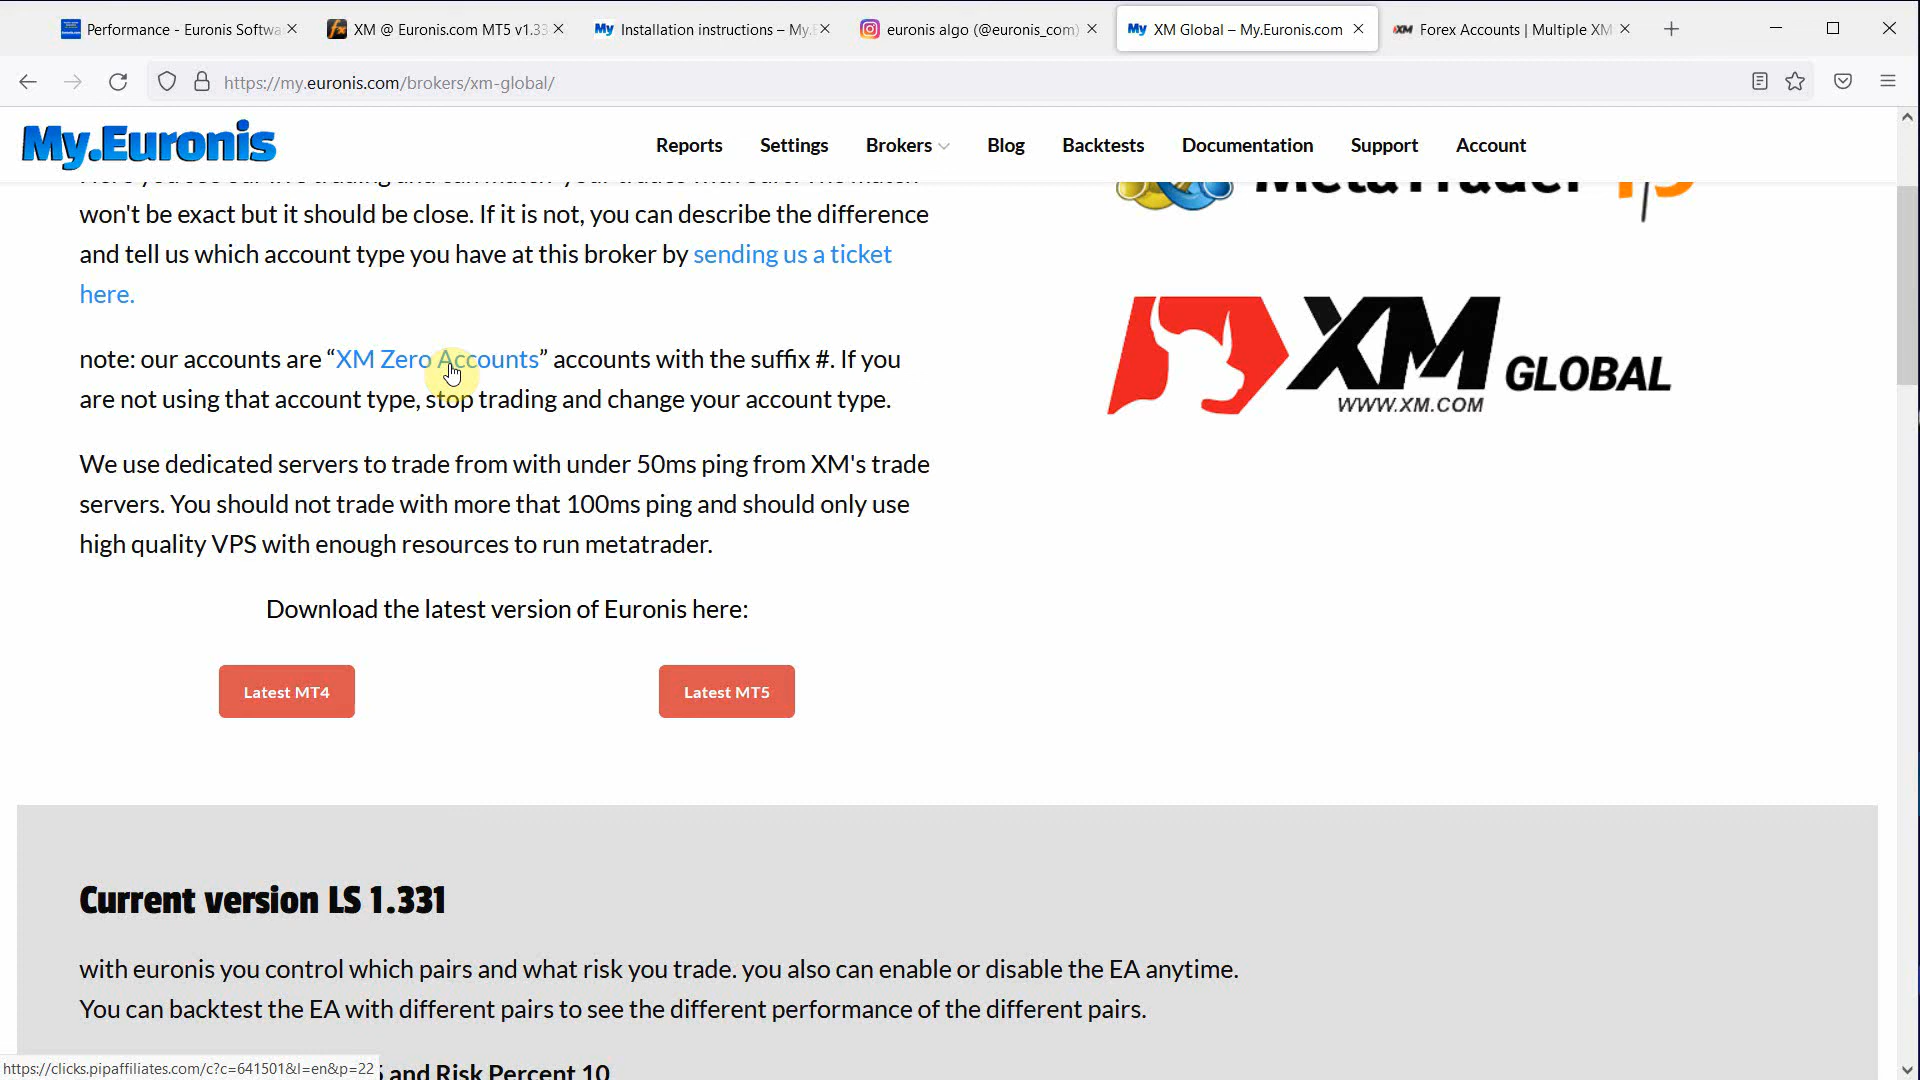 Performance - Euronis Softwa
XM @ Euronis.com MT5 v1.33
Installation instructions – My.E
euronis algo (@euronis_com)
XM Global – My.Euronis.com
Forex Accounts | Multiple XM
https://my.euronis.com/brokers/xm-global/
My.Euronis
Reports
Settings
Brokers
Blog
Backtests
Documentation
Support
Account
won't be exact but it should be close. If it is not, you can describe the difference
and tell us which account type you have at this broker by sending us a ticket
here.
note: our accounts are “XM Zero Accounts” accounts with the suffix #. If you
are not using that account type, stop trading and change your account type.
We use dedicated servers to trade from with under 50ms ping from XM's trade
servers. You should not trade with more that 100ms ping and should only use
high quality VPS with enough resources to run metatrader.
Download the latest version of Euronis here:
Latest MT4
Latest MT5
MetaTrader
XM GLOBAL
WWW.XM.COM
Current version LS 1.331
with euronis you control which pairs and what risk you trade. you also can enable or disable the EA anytime.
You can backtest the EA with different pairs to see the different performance of the different pairs.
and Risk Percent 10
https://clicks.pipaffiliates.com/c?c=641501&l=en&p=22